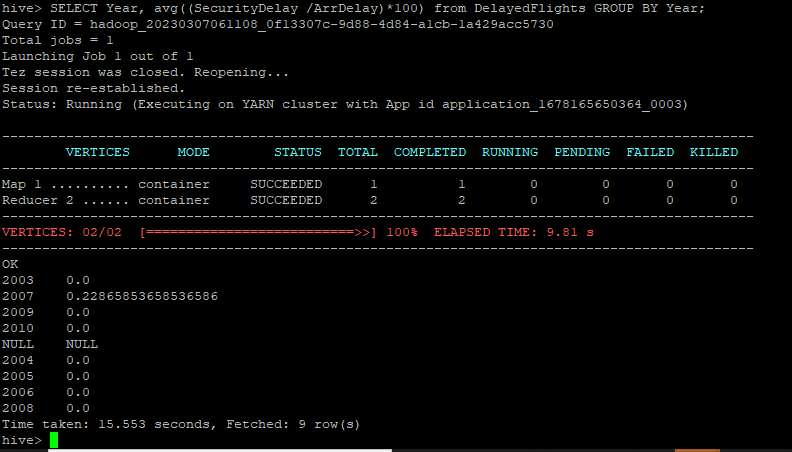 hive> SELECT Year, avg((SecurityDelay /ArrDelay)*100) from DelayedFlights GROUP BY Year;
Query ID = hadoop_20230307061108_0f13307c-9d88-4d84-a1cb-1a429acc5730
Total jobs = 1
Launching Job 1 out of 1
Tez session was closed. Reopening...
Session re-established.
Status: Running (Executing on YARN cluster with App id application_1678165650364_0003)
----------------------------------------------------------------------------------------------
VERTICES MODE STATUS TOTAL COMPLETED RUNNING PENDING FAILED KILLED
----------------------------------------------------------------------------------------------
Map 1 .......... container SUCCEEDED 1 1 0 0 0 0
Reducer 2 ...... container SUCCEEDED 2 2 0 0 0 0
----------------------------------------------------------------------------------------------
VERTICES: 02/02 [==========================>>] 100% ELAPSED TIME: 9.81 s
----------------------------------------------------------------------------------------------
OK
2003 0.0
2007 0.22865853658536586
2009 0.0
2010 0.0
NULL NULL
2004 0.0
2005 0.0
2006 0.0
2008 0.0
Time taken: 15.553 seconds, Fetched: 9 row(s)
hive>